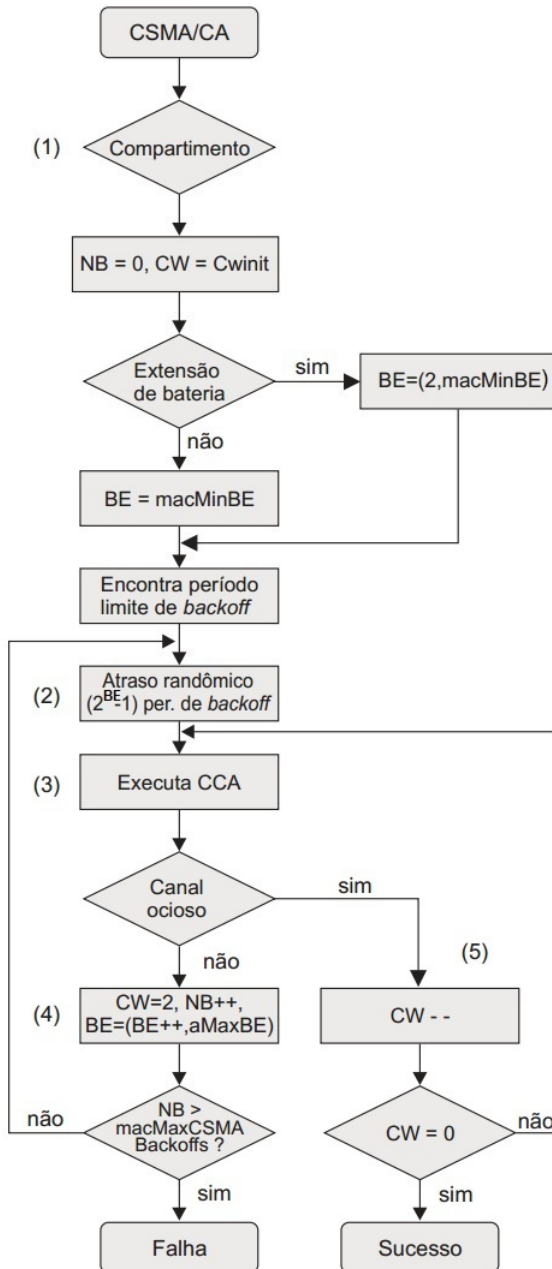 CSMA/CA
(1)
Compartimento
NB = 0, CW = Cwinit
Extensão
de bateria
sim
BE=(2,macMinBE)
não
BE = macMinBE
Encontra período
limite de backoff
(2)
Atraso randômico
(2^BE-1) per. de backoff
(3)
Executa CCA
Canal
ocioso
sim
não
(5)
(4)
CW=2, NB++,
BE=(BE++,aMaxBE)
CW - -
não
NB >
macMaxCSMA
Backoffs ?
CW = 0
não
sim
sim
Falha
Sucesso